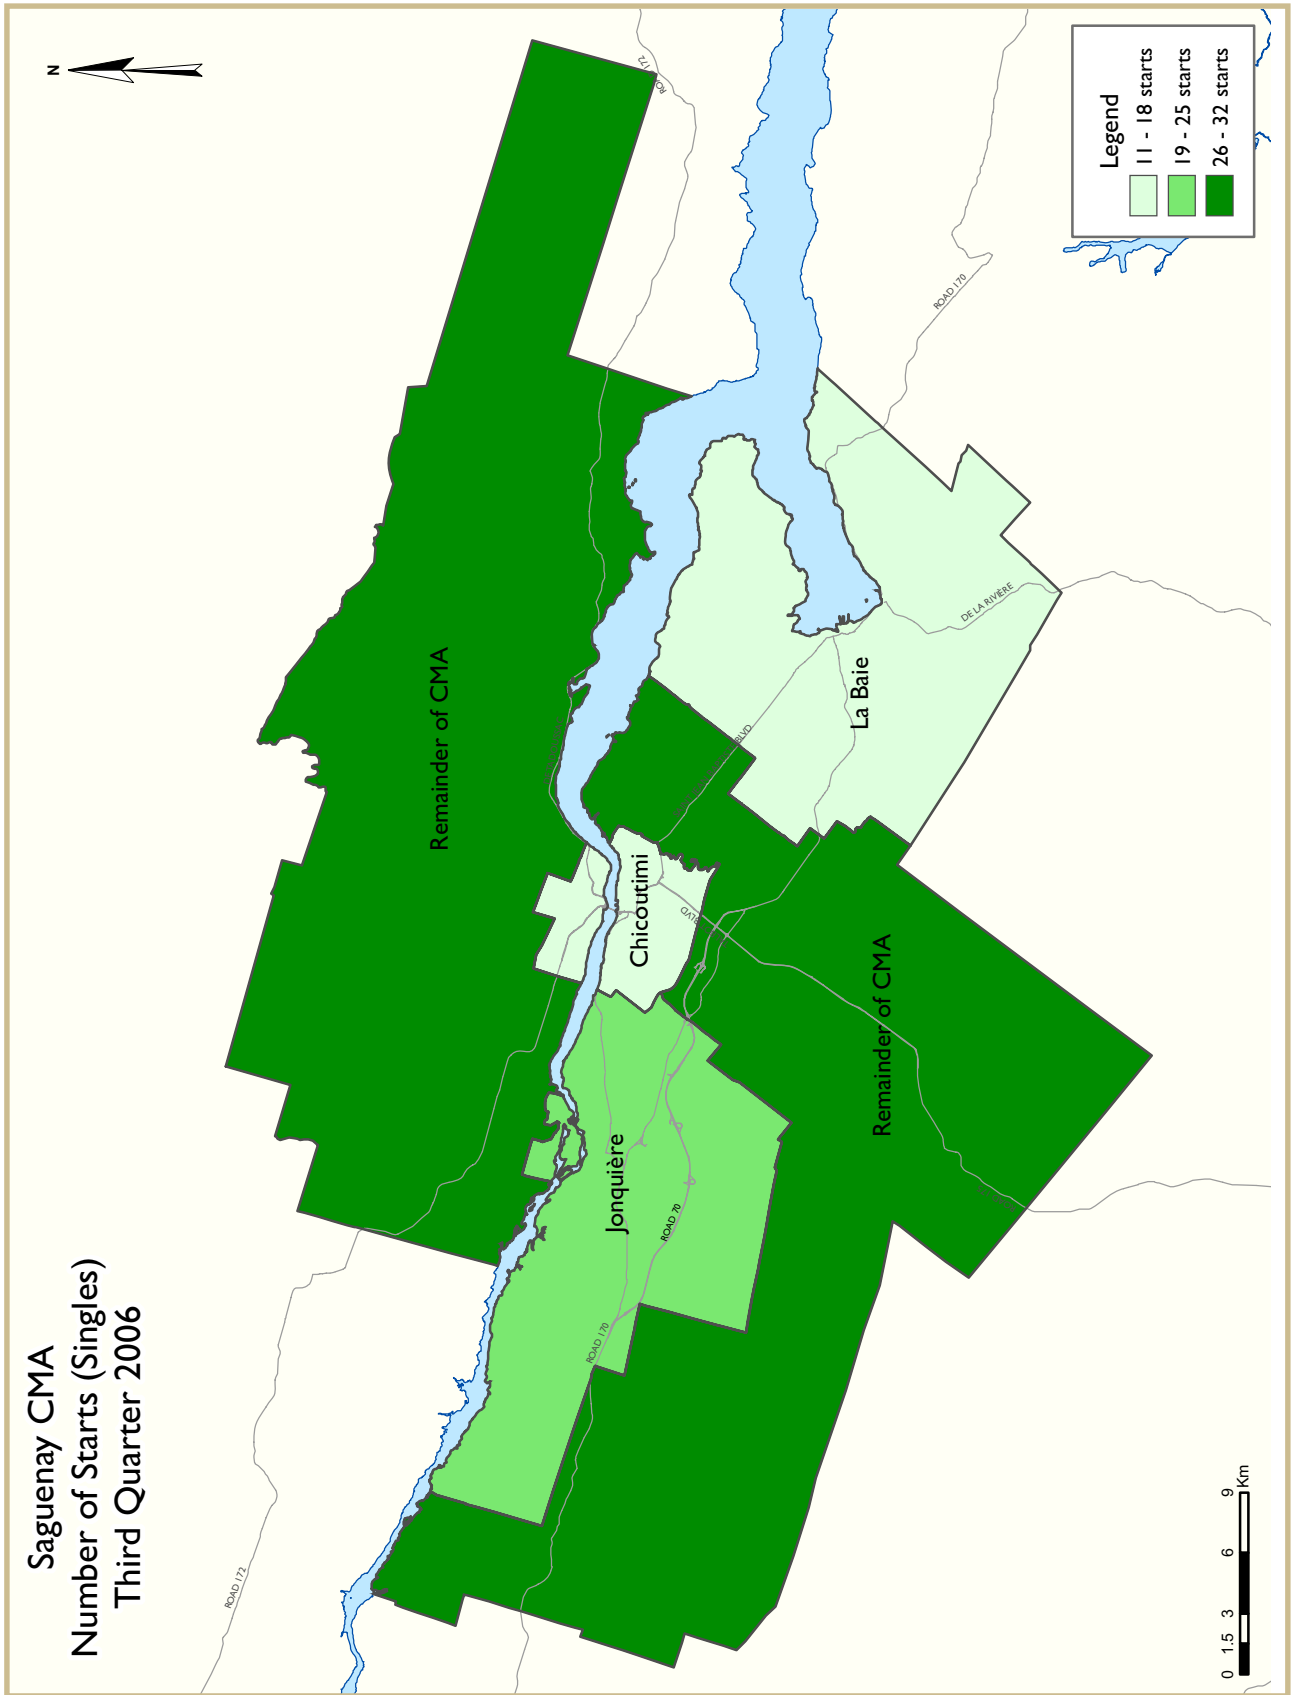 Saguenay CMA
Number of Starts (Singles)
Third Quarter 2006
N
ROAD 172
Remainder of CMA
ROAD 170
Jonquière
ROAD 70
Chicoutimi
BLVD
BLVD
La Baie
DE LA RIVIÈRE
ROAD 170
Remainder of CMA
Legend
11 - 18 starts
19 - 25 starts
26 - 32 starts
0 1.5 3 6 9
Km